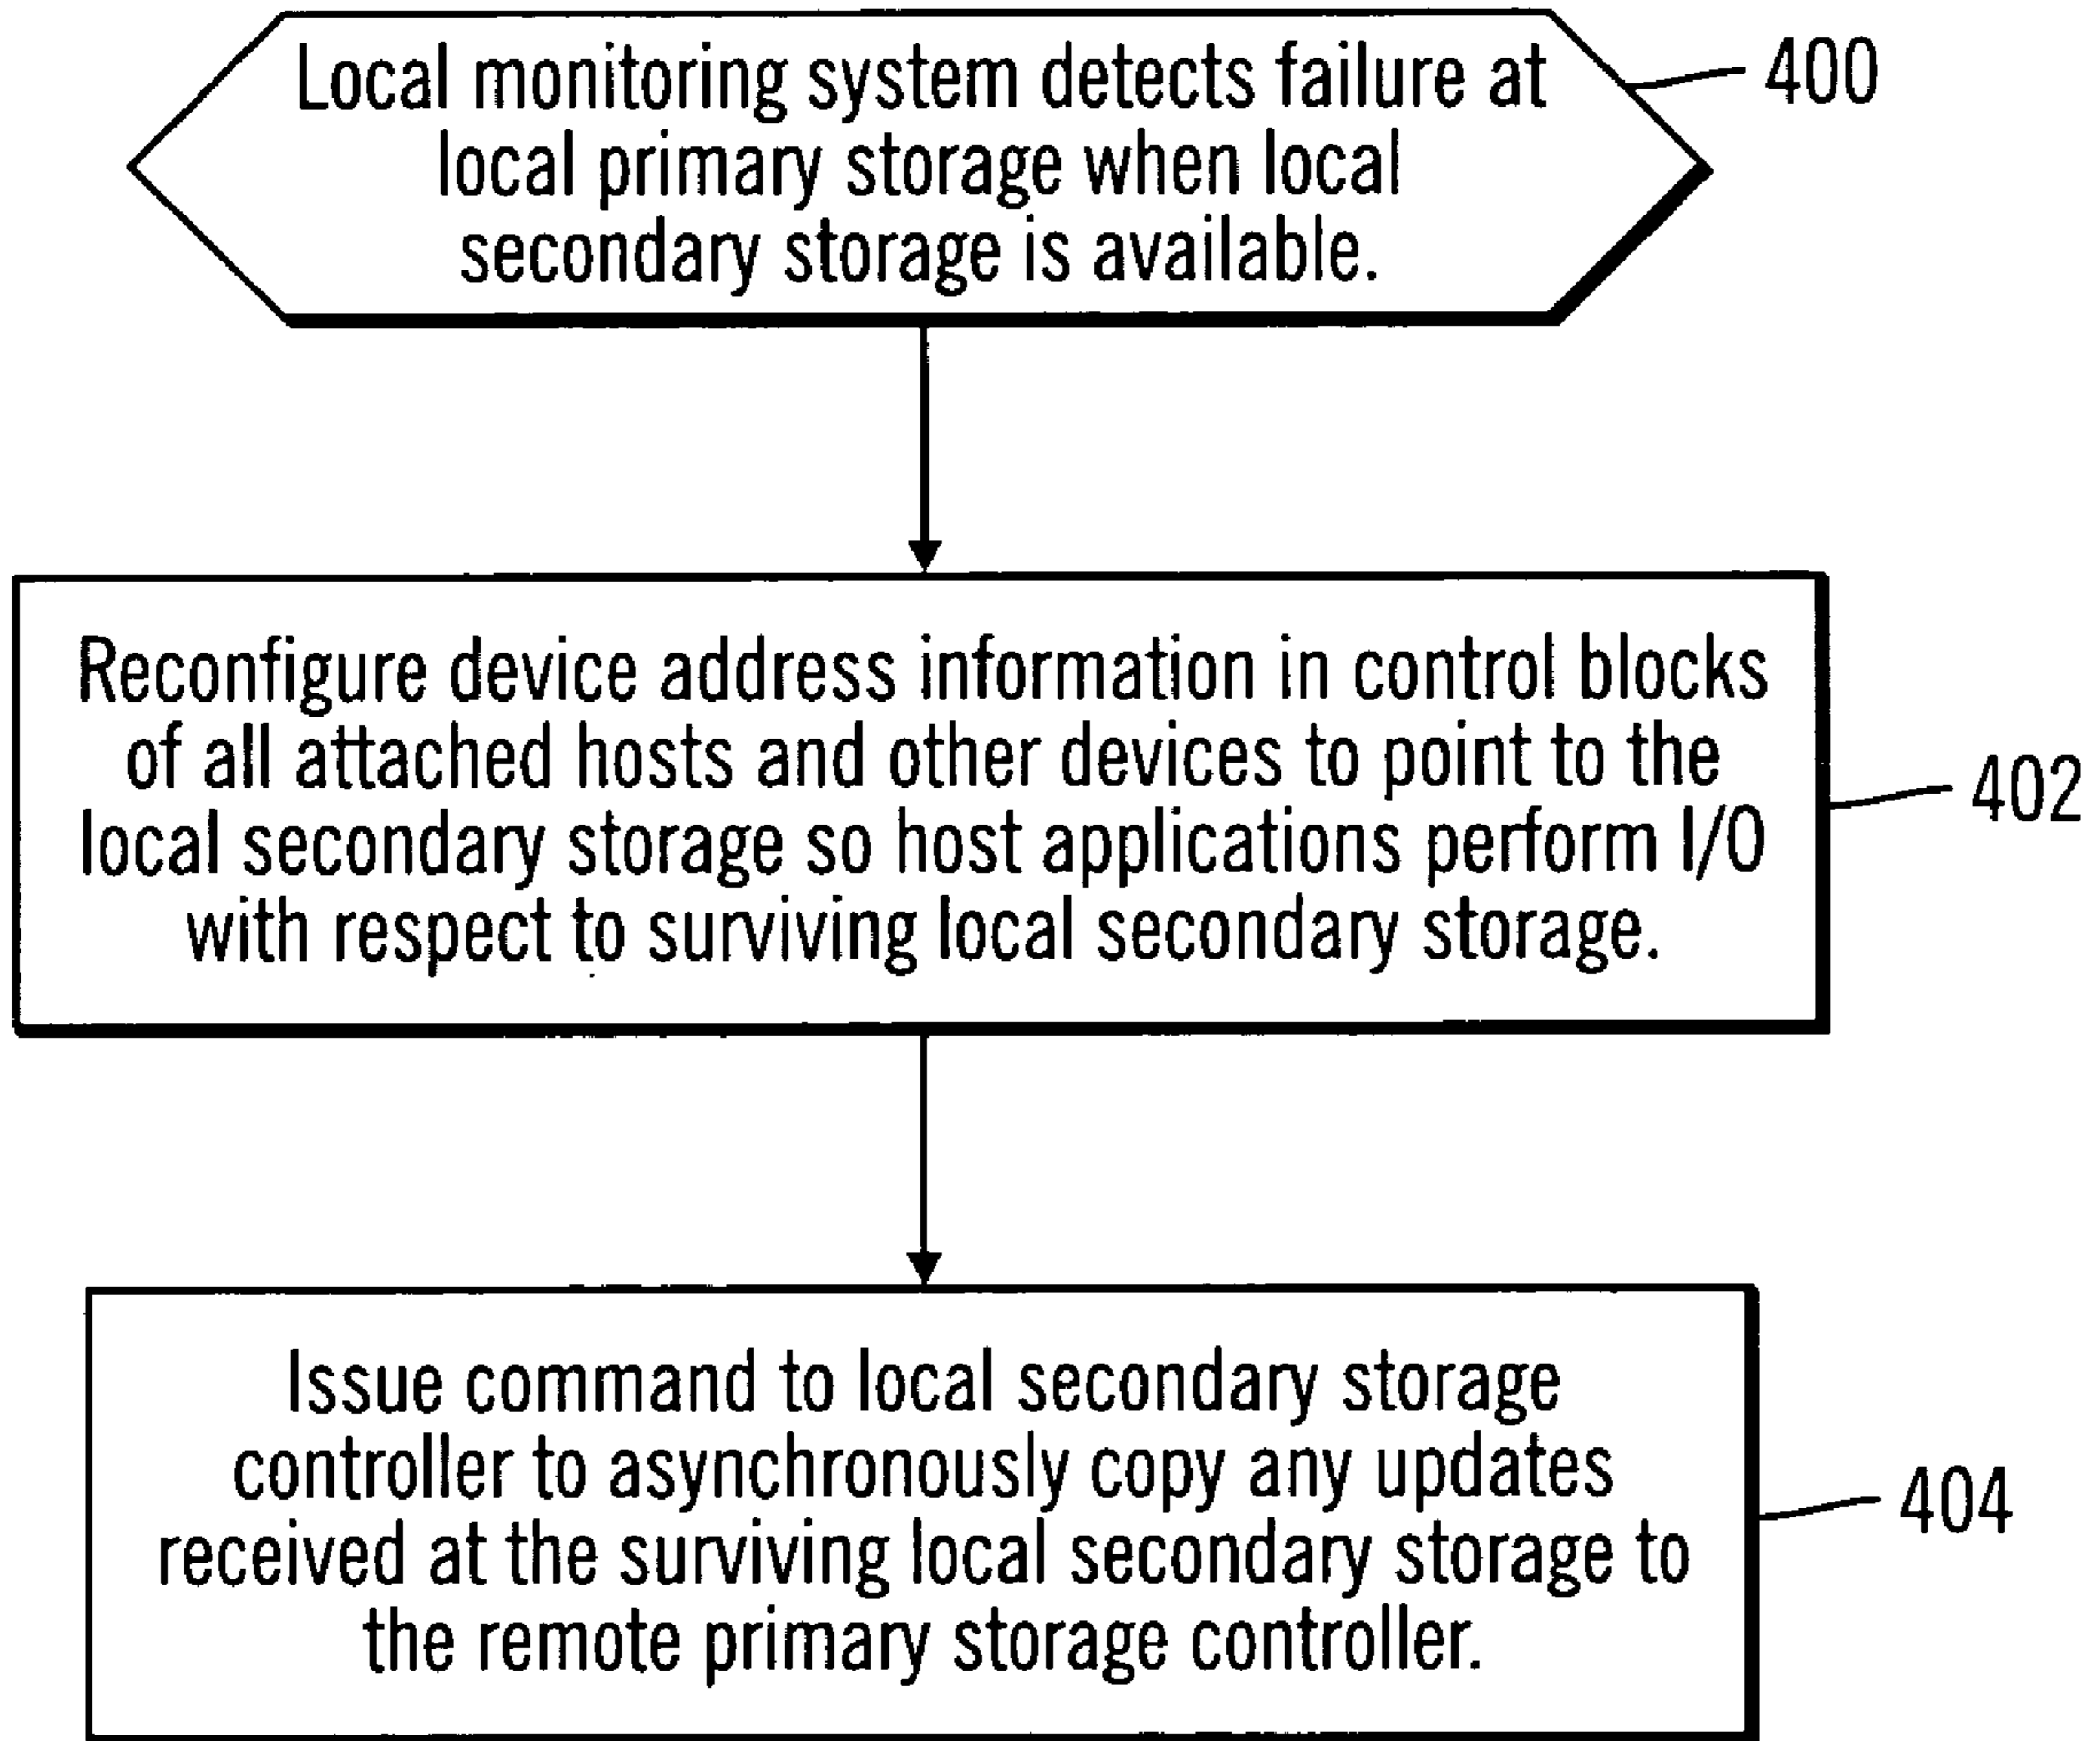 Local monitoring system detects failure at
local primary storage when local
secondary storage is available.
400
Reconfigure device address information in control blocks
of all attached hosts and other devices to point to the
local secondary storage so host applications perform I/O
with respect to surviving local secondary storage.
402
Issue command to local secondary storage
controller to asynchronously copy any updates
received at the surviving local secondary storage to
the remote primary storage controller.
404